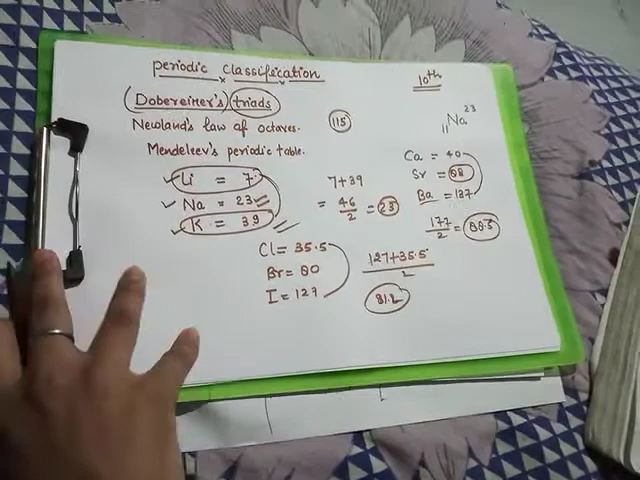 periodic classification
10th
(Dobereiner's) triads
Newland's law of octaves.
115
₁₁Na²³
Mendeleev's periodic table.
Li = 7
Na = 23
K = 39
7+39
= 46/2 = 23
Ca = 40
Sr = 88
Ba = 137
177/2 = 88.5
Cl = 35.5
Br = 80
I = 127
127+35.5/2
81.2